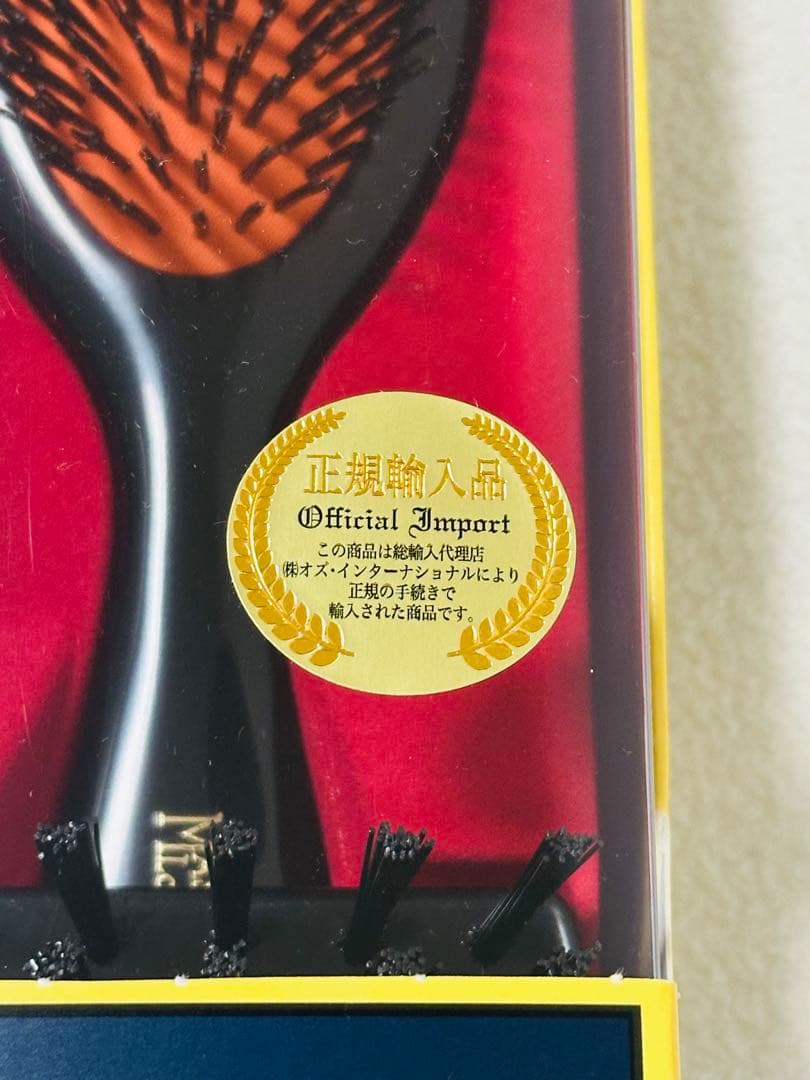 正規輸入品
Official Import
この商品は総輸入代理店
㈱オズ・インターナショナルにより
正規の手続きで
輸入された商品です。